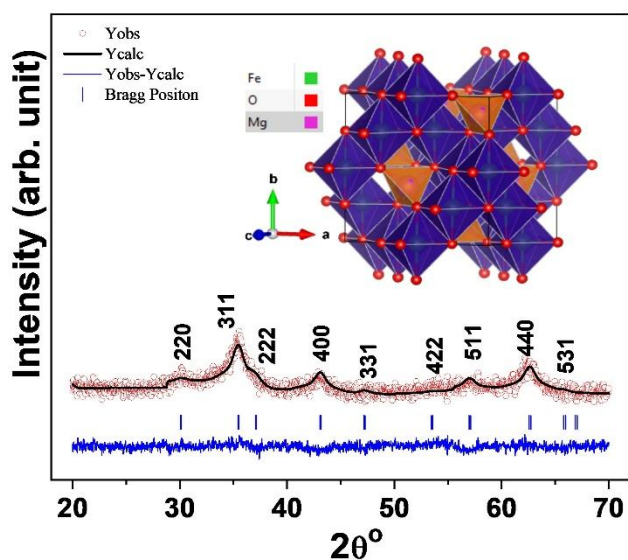 Yobs
Ycalc
Yobs-Ycalc
Bragg Positon
Fe
O
Mg
b
c
a
Intensity (arb. unit)
220
311
222
400
331
422
511
440
531
20
30
40
50
60
70
2θ°